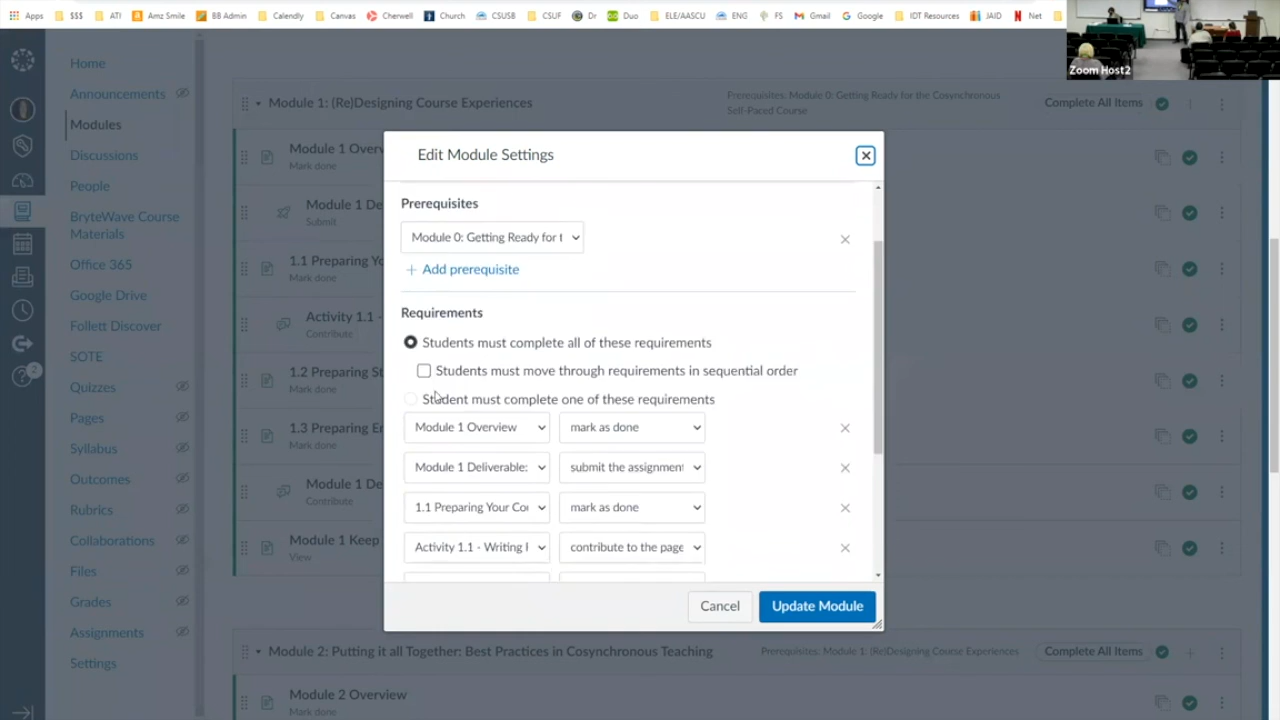 Apps
$$$
ATI
Amz Smile
BB Admin
Calendly
Canvas
Cherwell
Church
CSUSB
CSUF
Dr
Duo
ELE/AASCU
ENG
FS
Gmail
Google
IDT Resources
JAID
Net
Zoom Host2
Home
Announcements
Modules
Discussions
People
BryteWave Course
Materials
Office 365
Google Drive
Follett Discover
SOTE
Quizzes
Pages
Syllabus
Outcomes
Rubrics
Collaborations
Files
Grades
Assignments
Settings
2
Module 1: (Re)Designing Course Experiences
Prerequisites: Module 0: Getting Ready for the Cosynchronous
Self-Paced Course
Complete All Items
Module 1 Over
Mark done
Module 1 De
Submit
1.1 Preparing Yo
Mark done
Activity 1.1 -
Contribute
1.2 Preparing St
Mark done
1.3 Preparing En
Mark done
Module 1 De
Contribute
Module 1 Keep
View
Edit Module Settings
Prerequisites
Module 0: Getting Ready for t
+ Add prerequisite
Requirements
Students must complete all of these requirements
Students must move through requirements in sequential order
Student must complete one of these requirements
Module 1 Overview mark as done
Module 1 Deliverable: submit the assignment
1.1 Preparing Your Cou mark as done
Activity 1.1 - Writing contribute to the page
Cancel
Update Module
Module 2: Putting it all Together: Best Practices in Cosynchronous Teaching
Prerequisites: Module 1: (Re)Designing Course Experiences
Complete All Items
Module 2 Overview
Mark done